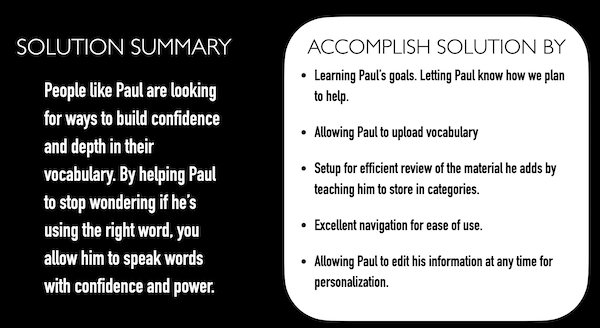 SOLUTION SUMMARY
People like Paul are looking
for ways to build confidence
and depth in their
vocabulary. By helping Paul
to stop wondering if he's
using the right word, you
allow him to speak words
with confidence and power.
ACCOMPLISH SOLUTION BY
• Learning Paul's goals. Letting Paul know how we plan
to help.
• Allowing Paul to upload vocabulary
• Setup for efficient review of the material he adds by
teaching him to store in categories.
• Excellent navigation for ease of use.
• Allowing Paul to edit his information at any time for
personalization.